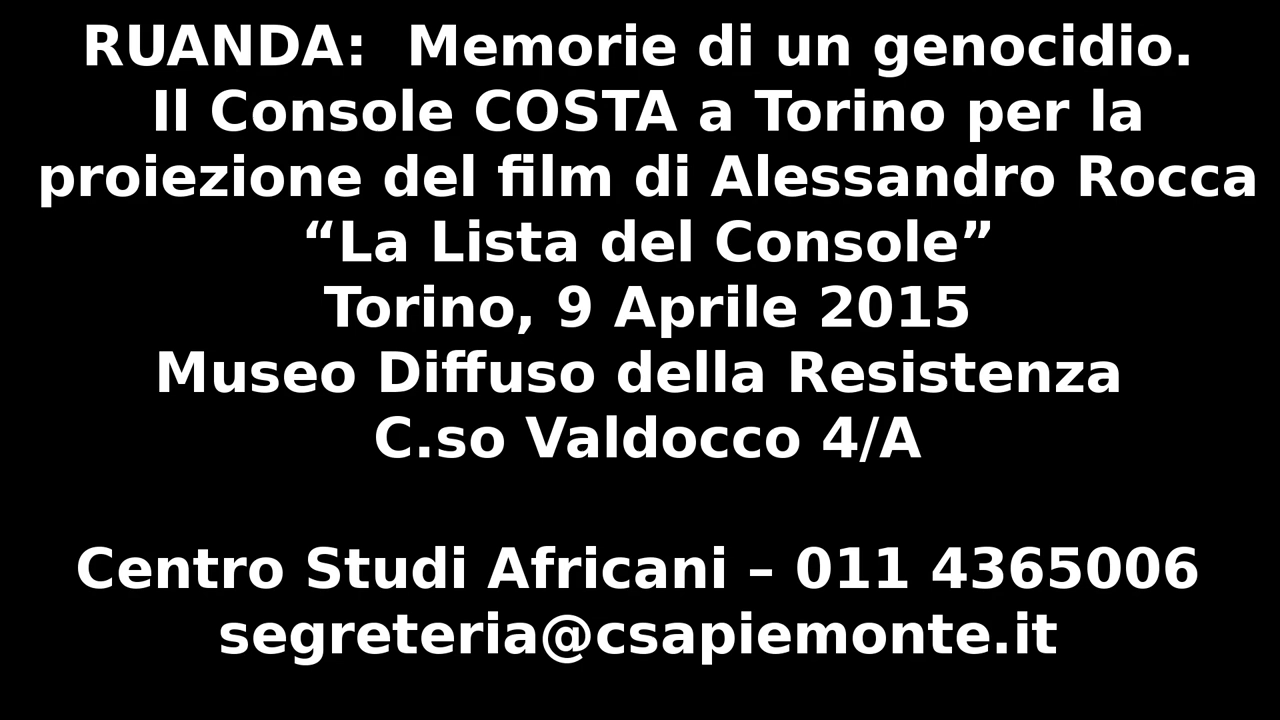 RUANDA:  Memorie di un genocidio.
Il Console COSTA a Torino per la
proiezione del film di Alessandro Rocca
“La Lista del Console”
Torino, 9 Aprile 2015
Museo Diffuso della Resistenza
C.so Valdocco 4/A
Centro Studi Africani – 011 4365006
segreteria@csapiemonte.it